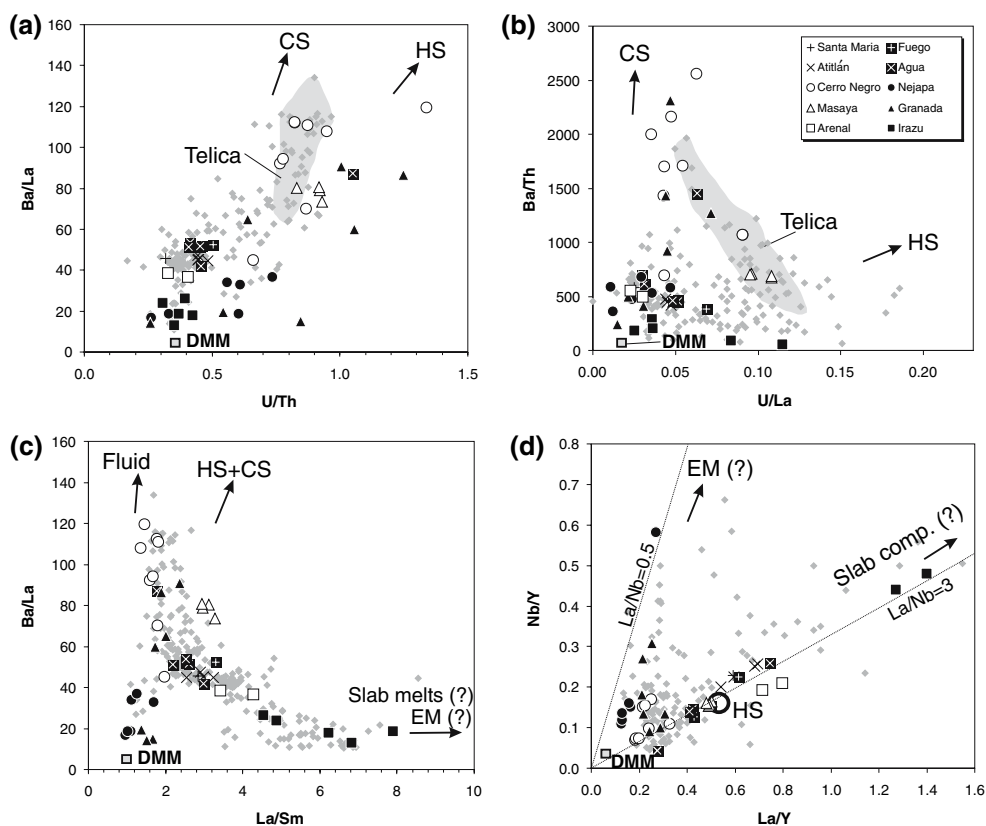 (a)
160
140
120
100
80
60
40
20
0
Ba/La
0.0 0.5 1.0 1.5
U/Th
CS
HS
Telica
DMM
(b)
3000
2500
2000
1500
1000
500
0
Ba/Th
0.00 0.05 0.10 0.15 0.20
U/La
CS
HS
Telica
DMM
Santa Maria Fuego
Atitlán Agua
Cerro Negro Nejapa
Masaya Granada
Arenal Irazu
(c)
160
140
120
100
80
60
40
20
0
Ba/La
0 2 4 6 8 10
La/Sm
Fluid
HS+CS
Slab melts (?)
EM (?)
DMM
(d)
0.8
0.7
0.6
0.5
0.4
0.3
0.2
0.1
0.0
Nb/Y
0.0 0.2 0.4 0.6 0.8 1.0 1.2 1.4 1.6
La/Y
EM (?)
La/Nb=0.5
Slab comp. (?)
La/Nb=3
HS
DMM